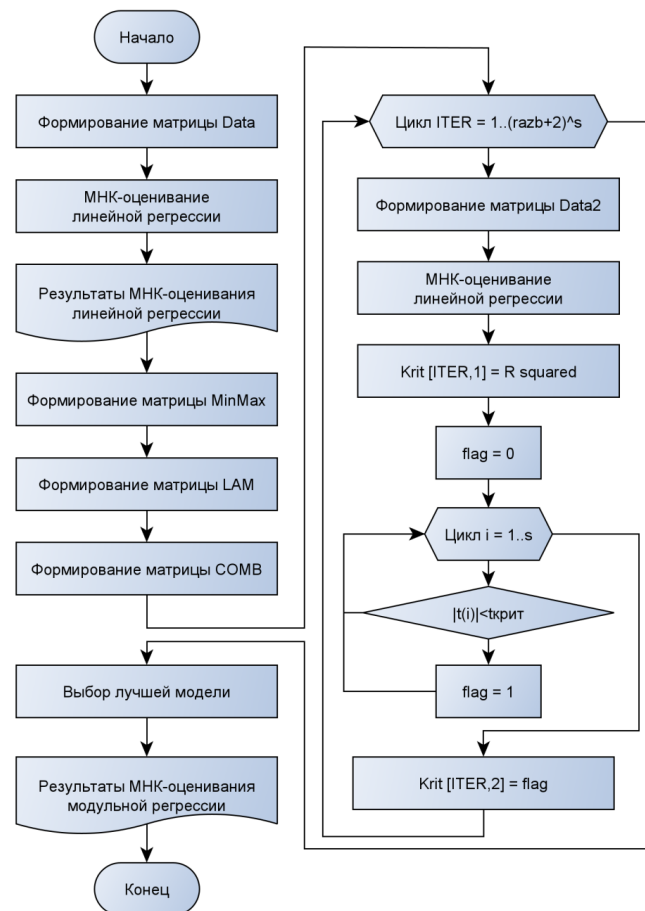 Начало
Формирование матрицы Data
МНК-оценивание
линейной регрессии
Результаты МНК-оценивания
линейной регрессии
Формирование матрицы MinMax
Формирование матрицы LAM
Формирование матрицы COMB
Цикл ITER = 1..(razb+2)^s
Формирование матрицы Data2
МНК-оценивание
линейной регрессии
Krit [ITER,1] = R squared
flag = 0
Цикл i = 1..s
|t(i)|<tкрит
flag = 1
Krit [ITER,2] = flag
Выбор лучшей модели
Результаты МНК-оценивания
модульной регрессии
Конец